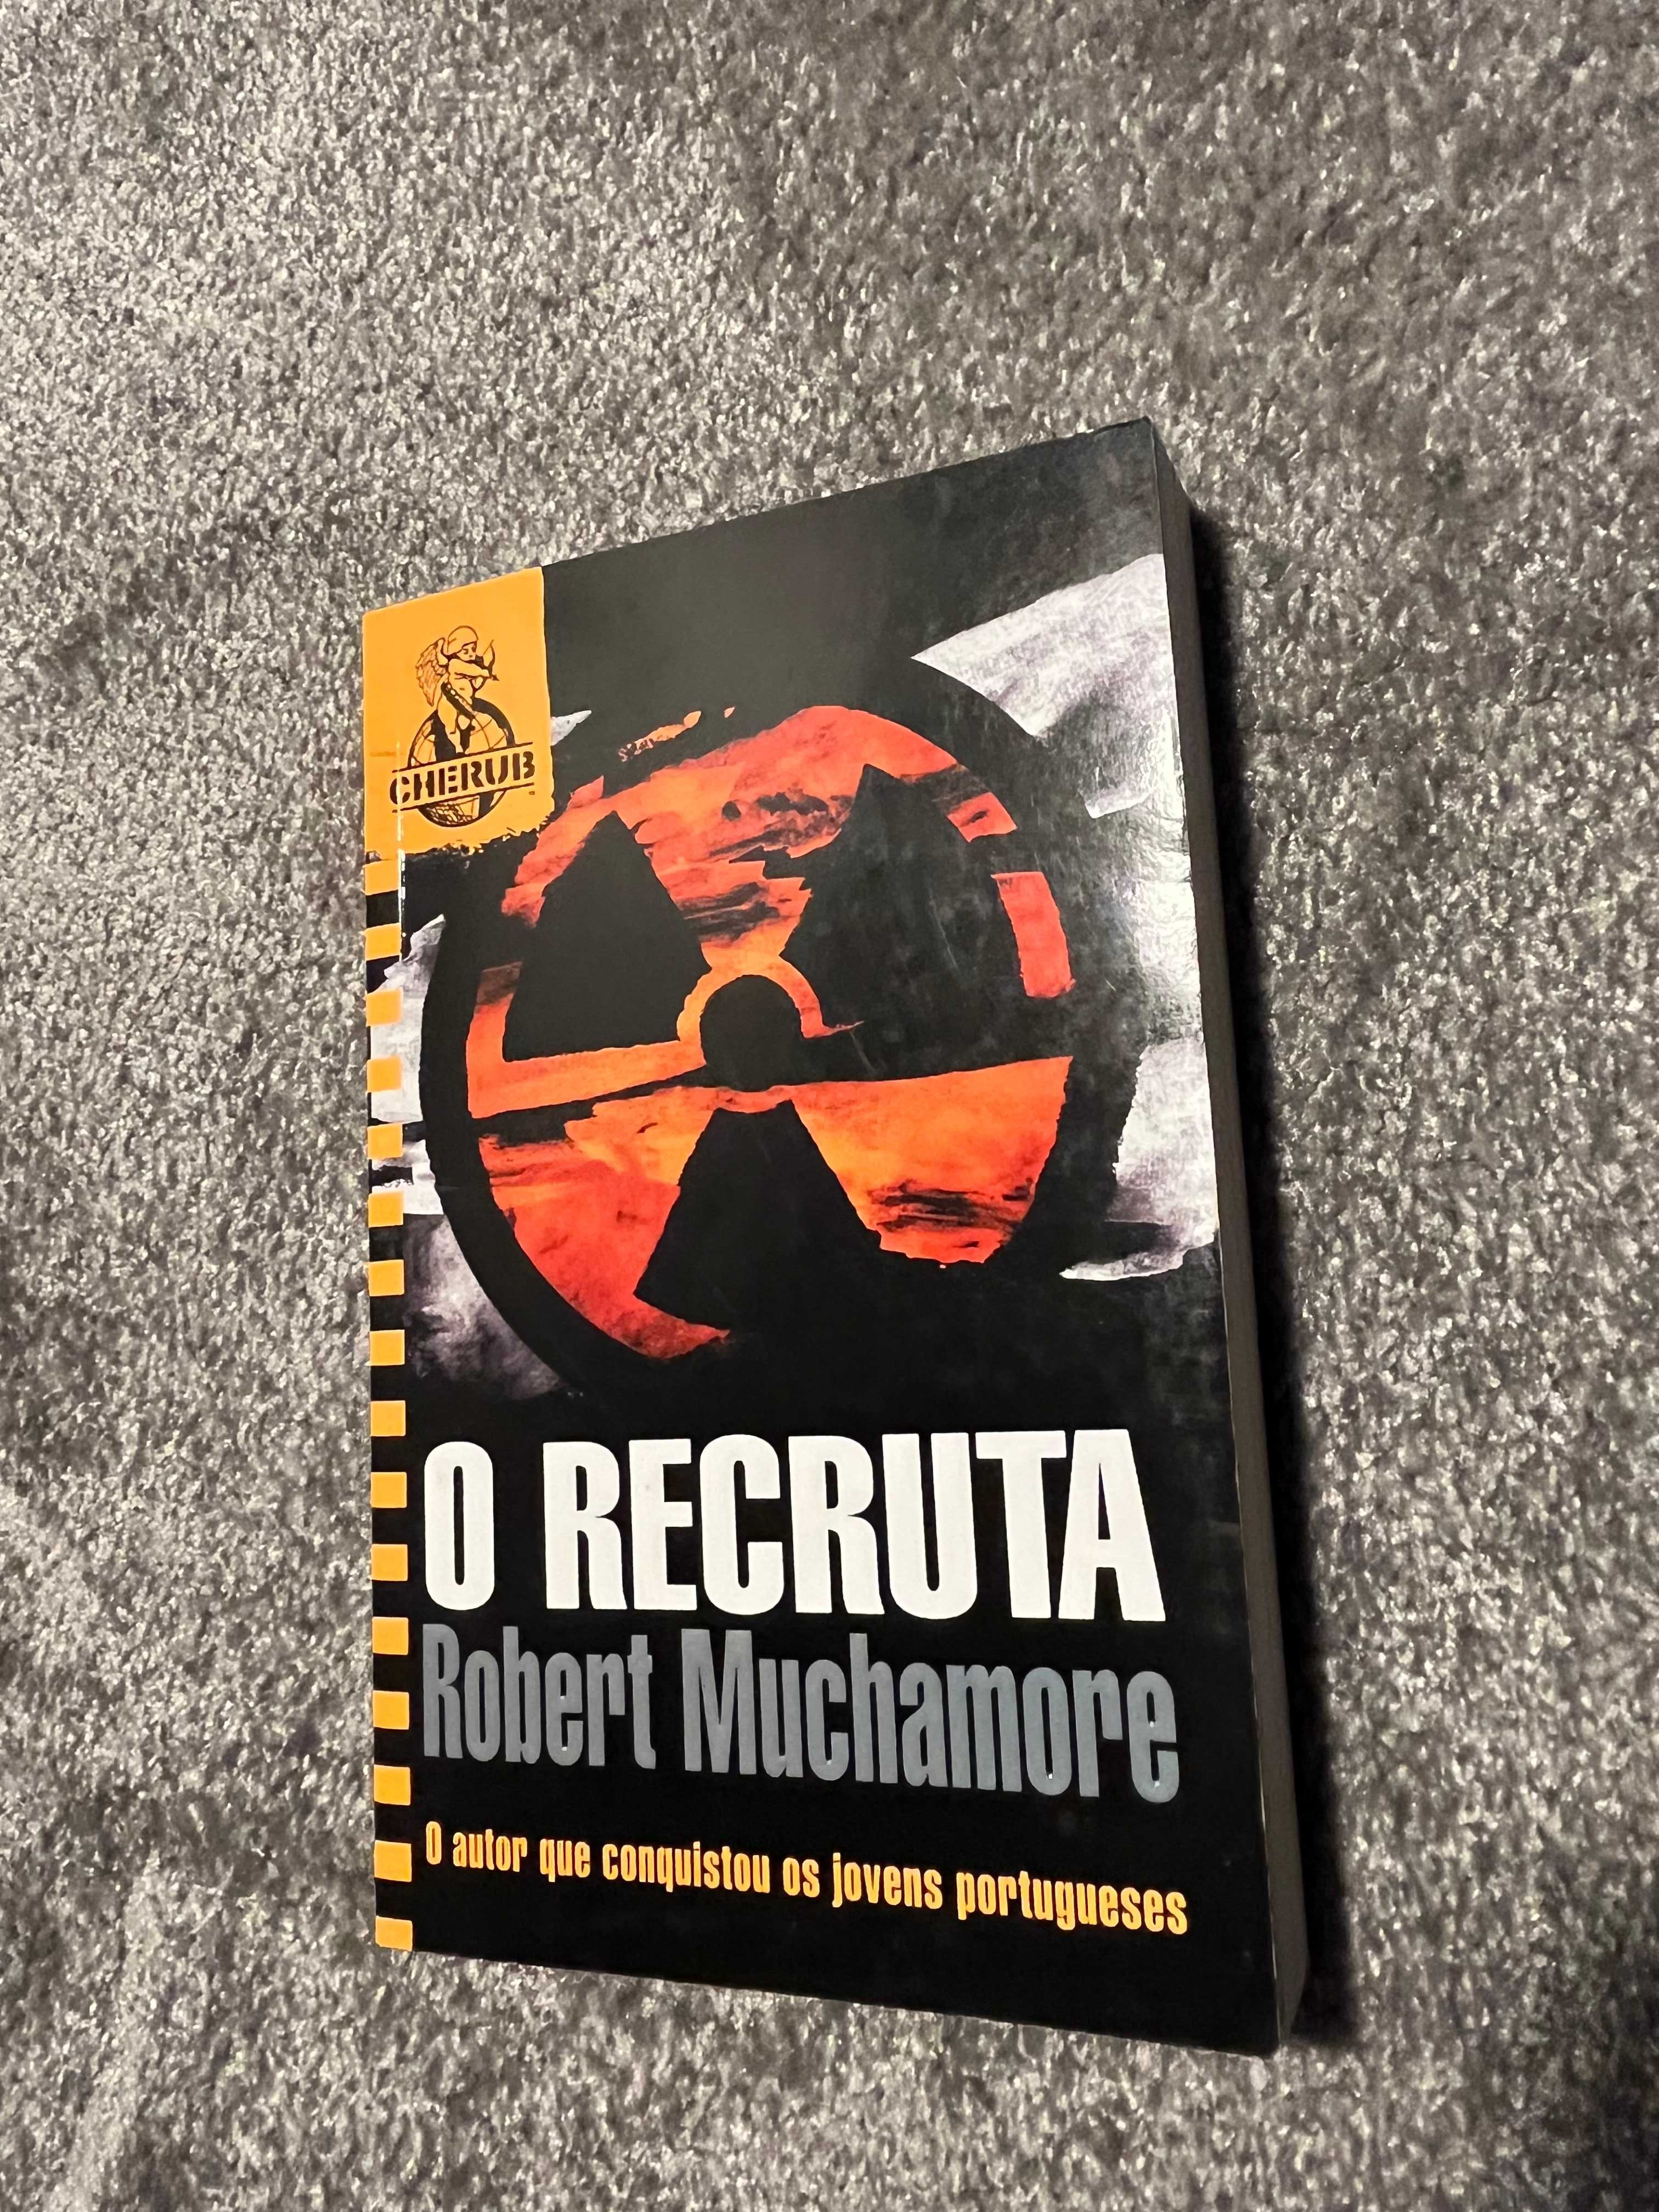 CHERUB
O RECRUTA
Robert Muchamore
O autor que conquistou os jovens portugueses